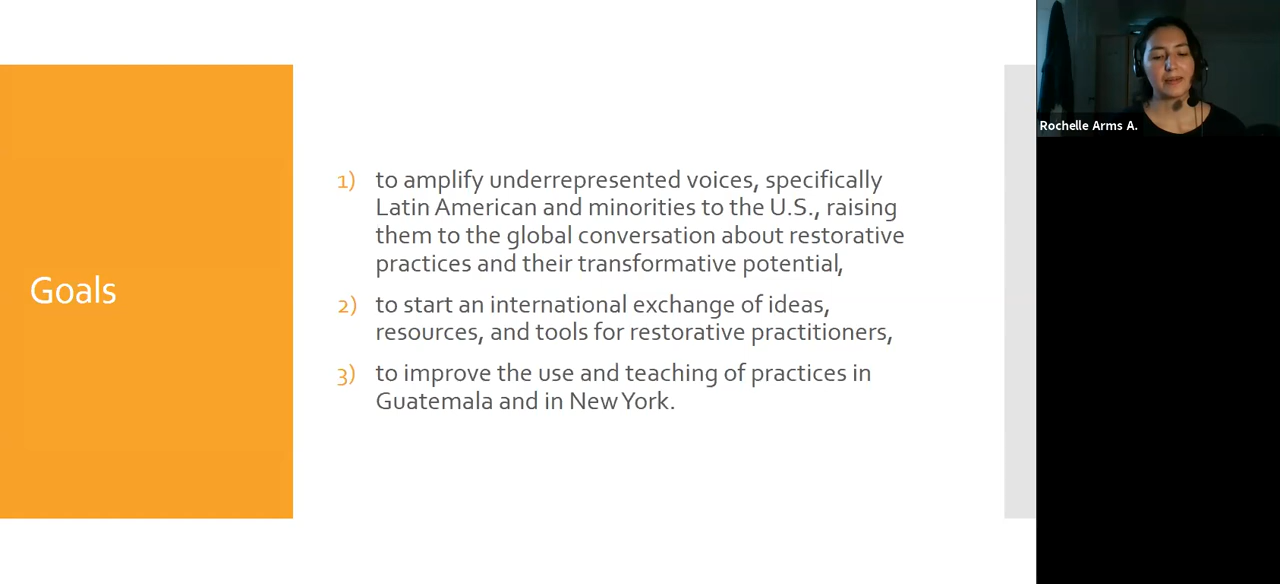 Goals
1) to amplify underrepresented voices, specifically
Latin American and minorities to the U.S., raising
them to the global conversation about restorative
practices and their transformative potential,
2) to start an international exchange of ideas,
resources, and tools for restorative practitioners,
3) to improve the use and teaching of practices in
Guatemala and in New York.
Rochelle Arms A.